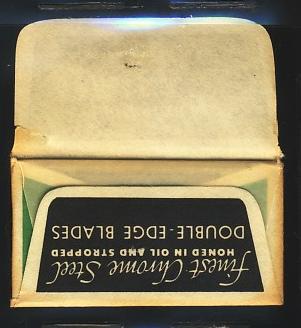 Finest Chrome Steel
HONED IN OIL AND STROPPED
DOUBLE-EDGE BLADES